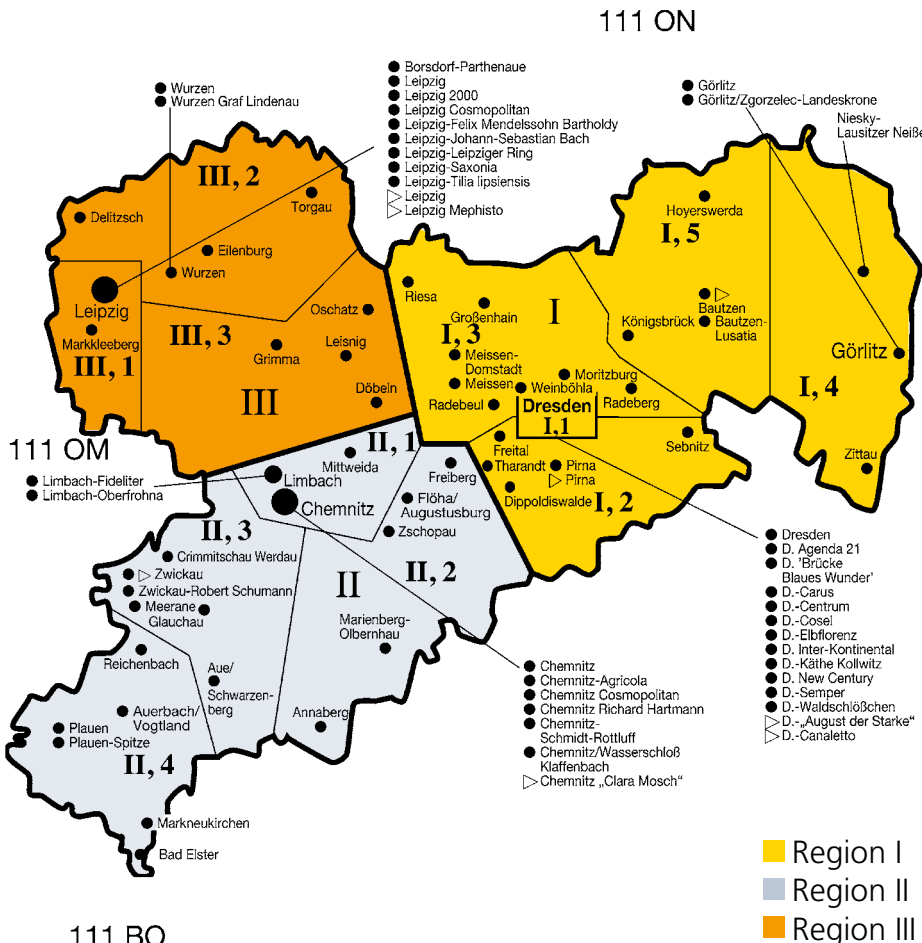 111 ON
Wurzen
Wurzen Graf Lindenau
Borsdorf-Parthenaue
Leipzig
Leipzig 2000
Leipzig Cosmopolitan
Leipzig-Felix Mendelssohn Bartholdy
Leipzig-Johann-Sebastian Bach
Leipzig-Leipziger Ring
Leipzig-Saxonia
Leipzig-Tilia lipsiensis
Leipzig
Leipzig Mephisto
Görlitz
Görlitz/Zgorzelec-Landeskrone
Niesky-
Lausitzer Neiße
III, 2
Delitzsch
Torgau
Eilenburg
Wurzen
Leipzig
Markkleeberg
III, 1
III, 3
Oschatz
Grimma
Leisnig
III
Döbeln
Hoyerswerda
I, 5
Riesa
Großenhain
I
I, 3
Bautzen
Bautzen-
Lusatia
Königsbrück
Görlitz
Meissen-
Domstadt
Meissen
Moritzburg
Weinböhla
Radeberg
Radebeul
Dresden
I,1
I, 4
Sebnitz
Zittau
Freital
Tharandt
Pirna
Pirna
Dippoldiswalde
I, 2
111 OM
Limbach-Fideliter
Limbach-Oberfrohna
II, 1
Mittweida
Limbach
Chemnitz
Freiberg
Flöha/
Augustusburg
Zschopau
II, 3
Crimmitschau Werdau
Zwickau
Zwickau-Robert Schumann
Meerane
Glauchau
II
II, 2
Marienberg-
Olbernhau
Reichenbach
Aue/
Schwarzen-
berg
Annaberg
Auerbach/
Vogtland
Plauen
Plauen-Spitze
II, 4
Markneukirchen
Bad Elster
Chemnitz
Chemnitz-Agricola
Chemnitz Cosmopolitan
Chemnitz Richard Hartmann
Chemnitz-
Schmidt-Rottluff
Chemnitz/Wasserschloß
Klaffenbach
Chemnitz „Clara Mosch“
Dresden
D. Agenda 21
D. 'Brücke
Blaues Wunder'
D.-Carus
D.-Centrum
D.-Cosel
D.-Elbflorenz
D. Inter-Kontinental
D.-Käthe Kollwitz
D. New Century
D.-Semper
D.-Waldschlößchen
D.-„August der Starke“
D.-Canaletto
Region I
Region II
Region III
111 BO